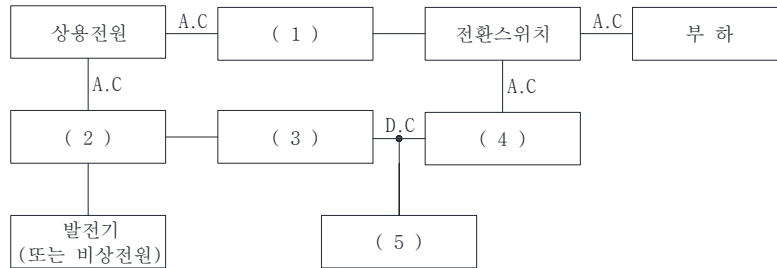 상용전원 A.C ( 1 ) 전환스위치 A.C 부 하
A.C A.C
( 2 ) ( 3 ) D.C ( 4 )
발전기
(또는 비상전원) ( 5 )